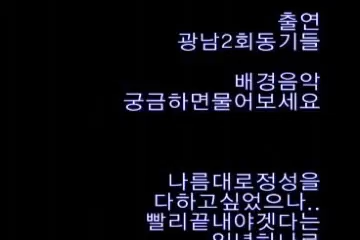 출연
광남2회동기들
배경음악
궁금하면물어보세요
나름대로정성을
다하고싶었으나..
빨리끝내야겟다는